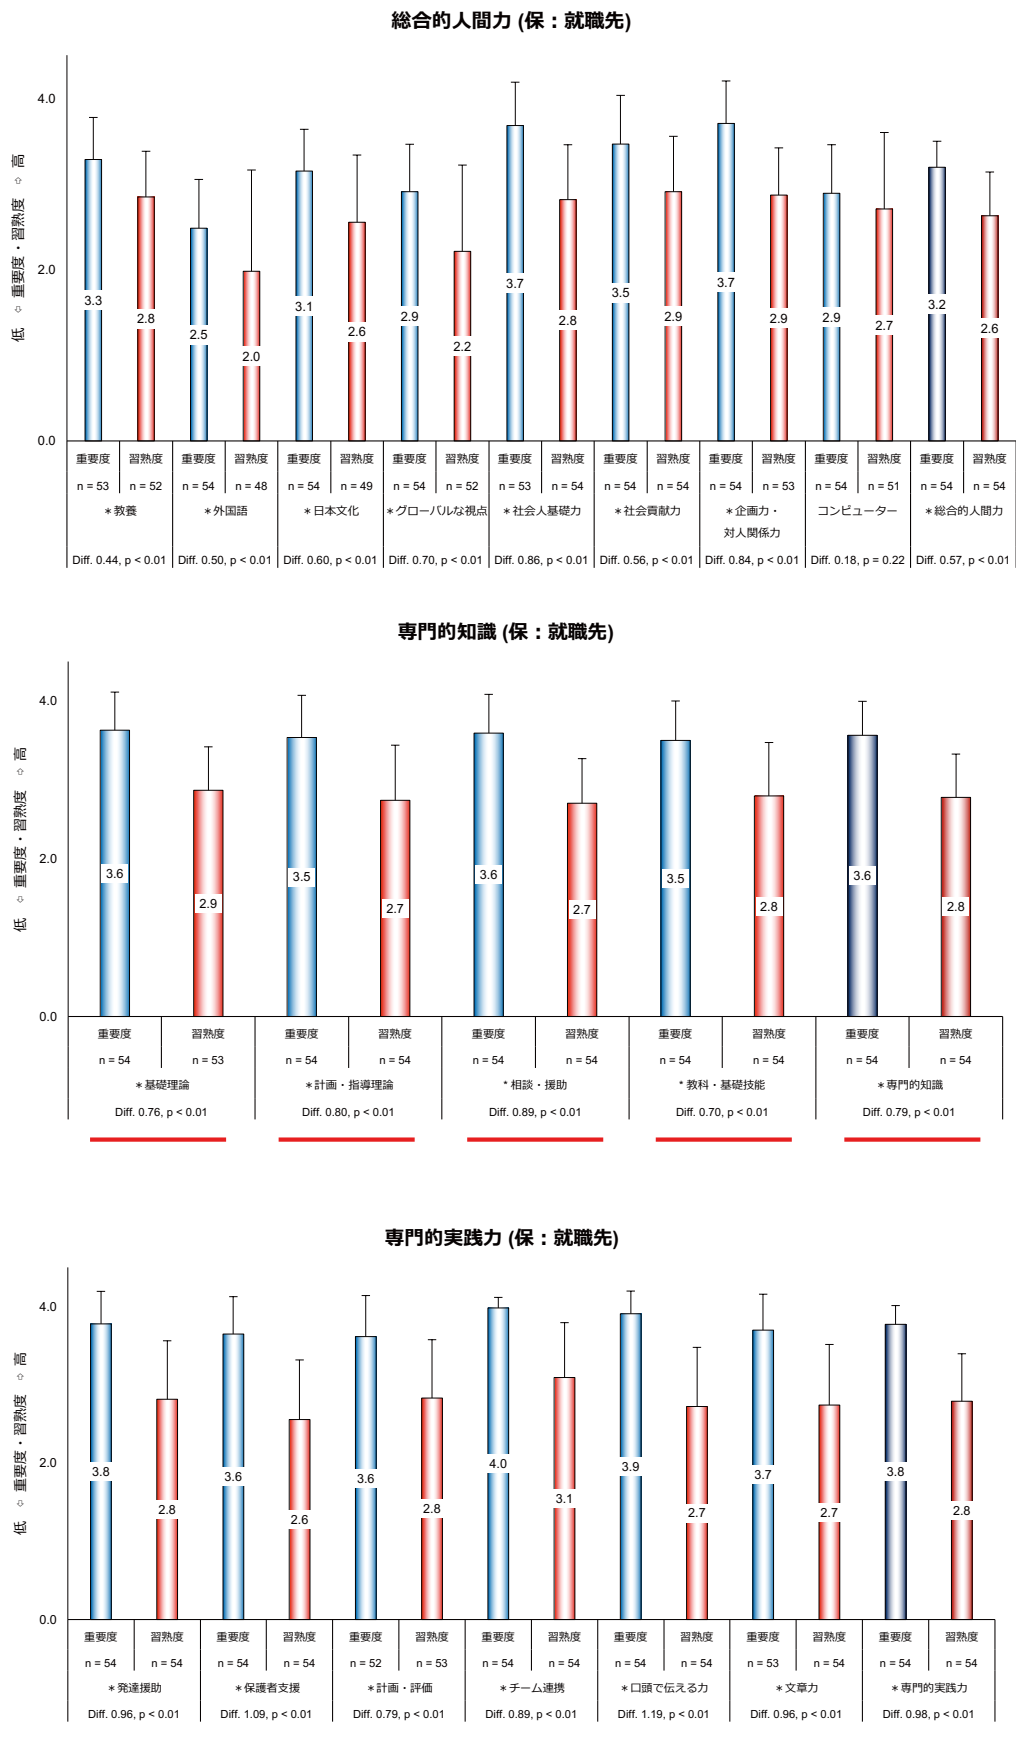 総合的人間力 (保：就職先)
4.0
2.0
0.0
低 ⇦ 重要度・習熟度 ⇨ 高
3.3 2.8 2.5 2.0 3.1 2.6 2.9 2.2 3.7 2.8 3.5 2.9 3.7 2.9 2.9 2.7 3.2 2.6
重要度 習熟度 重要度 習熟度 重要度 習熟度 重要度 習熟度 重要度 習熟度 重要度 習熟度 重要度 習熟度 重要度 習熟度 重要度 習熟度
n = 53 n = 52 n = 54 n = 48 n = 54 n = 49 n = 54 n = 52 n = 53 n = 54 n = 54 n = 54 n = 54 n = 53 n = 54 n = 51 n = 54 n = 54
＊教養 ＊外国語 ＊日本文化 ＊グローバルな視点 ＊社会人基礎力 ＊社会貢献力 ＊企画力・ コンピューター ＊総合的人間力
対人関係力
Diff. 0.44, p < 0.01 Diff. 0.50, p < 0.01 Diff. 0.60, p < 0.01 Diff. 0.70, p < 0.01 Diff. 0.86, p < 0.01 Diff. 0.56, p < 0.01 Diff. 0.84, p < 0.01 Diff. 0.18, p = 0.22 Diff. 0.57, p < 0.01
専門的知識 (保：就職先)
4.0
2.0
0.0
低 ⇦ 重要度・習熟度 ⇨ 高
3.6 2.9 3.5 2.7 3.6 2.7 3.5 2.8 3.6 2.8
重要度 習熟度 重要度 習熟度 重要度 習熟度 重要度 習熟度 重要度 習熟度
n = 54 n = 53 n = 54 n = 54 n = 54 n = 54 n = 54 n = 54 n = 54 n = 54
＊基礎理論 ＊計画・指導理論 * 相談・援助 * 教科・基礎技能 ＊専門的知識
Diff. 0.76, p < 0.01 Diff. 0.80, p < 0.01 Diff. 0.89, p < 0.01 Diff. 0.70, p < 0.01 Diff. 0.79, p < 0.01
専門的実践力 (保：就職先)
4.0
2.0
0.0
低 ⇦ 重要度・習熟度 ⇨ 高
3.8 2.8 3.6 2.6 3.6 2.8 4.0 3.1 3.9 2.7 3.7 2.7 3.8 2.8
重要度 習熟度 重要度 習熟度 重要度 習熟度 重要度 習熟度 重要度 習熟度 重要度 習熟度 重要度 習熟度
n = 54 n = 54 n = 54 n = 54 n = 52 n = 53 n = 54 n = 54 n = 54 n = 54 n = 53 n = 54 n = 54 n = 54
＊発達援助 ＊保護者支援 ＊計画・評価 ＊チーム連携 ＊口頭で伝える力 ＊文章力 ＊専門的実践力
Diff. 0.96, p < 0.01 Diff. 1.09, p < 0.01 Diff. 0.79, p < 0.01 Diff. 0.89, p < 0.01 Diff. 1.19, p < 0.01 Diff. 0.96, p < 0.01 Diff. 0.98, p < 0.01